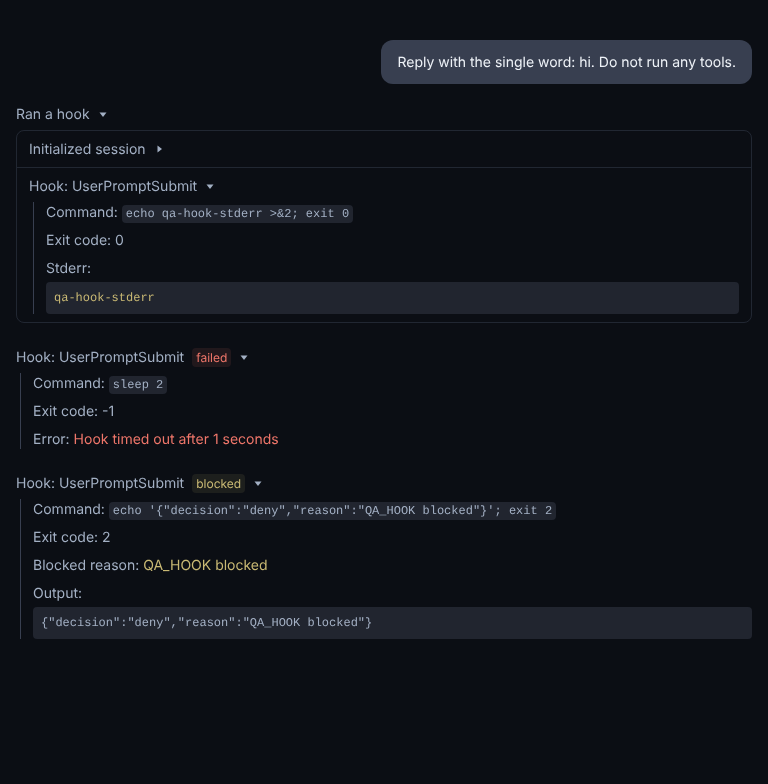 Reply with the single word: hi. Do not run any tools.
Ran a hook
Initialized session
Hook: UserPromptSubmit
Command: echo qa-hook-stderr >&2; exit 0
Exit code: 0
Stderr:
qa-hook-stderr
Hook: UserPromptSubmit failed
Command: sleep 2
Exit code: -1
Error: Hook timed out after 1 seconds
Hook: UserPromptSubmit blocked
Command: echo '{"decision":"deny","reason":"QA_HOOK blocked"}'; exit 2
Exit code: 2
Blocked reason: QA_HOOK blocked
Output:
{"decision":"deny","reason":"QA_HOOK blocked"}